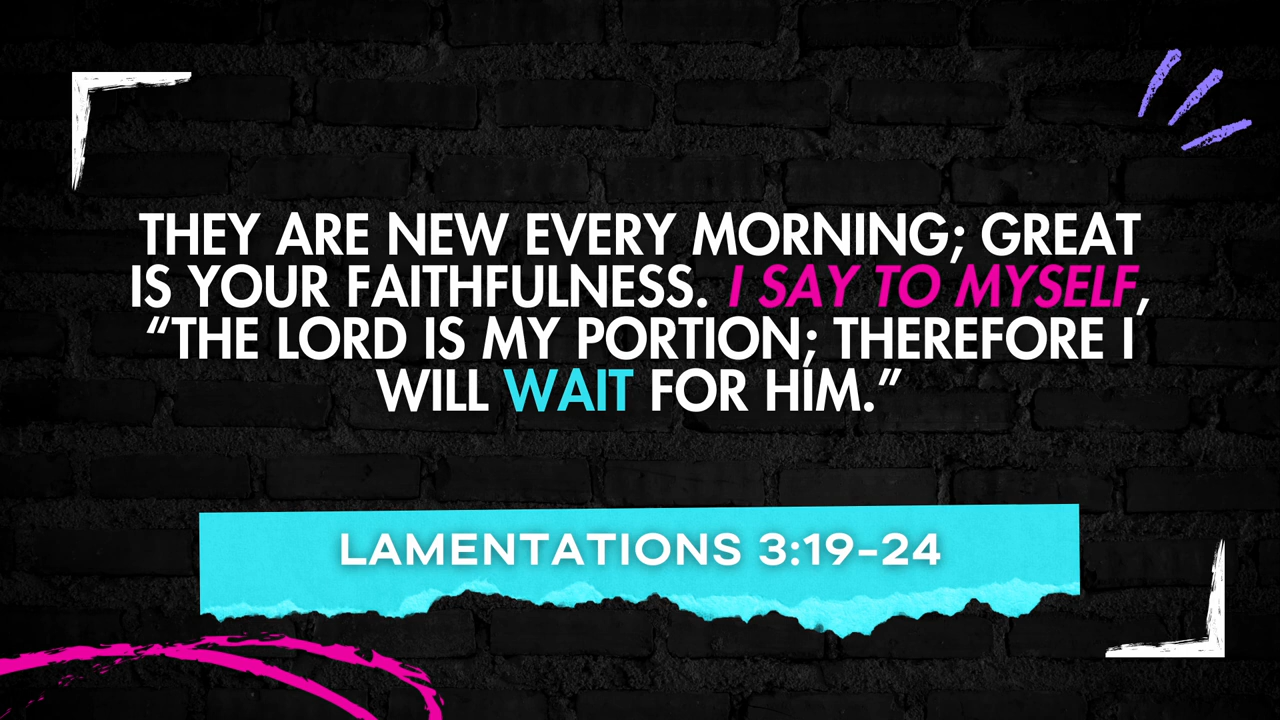 THEY ARE NEW EVERY MORNING; GREAT
IS YOUR FAITHFULNESS. I SAY TO MYSELF,
“THE LORD IS MY PORTION; THEREFORE I
WILL WAIT FOR HIM.”
LAMENTATIONS 3:19-24